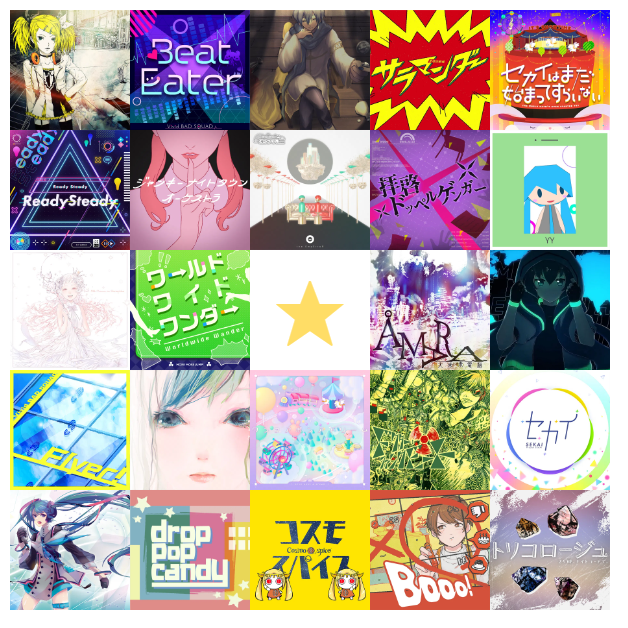 Beat
Eater
Vivid BAD SQUAD
サラマンダー
セカイはまだ
始まってすらいない
Ready Steady
ReadySteady
ジャンキーナイトタウン
オーケストラ
拝啓
ドッペルゲンガー
YY
ワールド
ワイド
ワンダー
Worldwide Wonder
AMARA
Flyer!
セカイ
SEKAI
drop
pop
candy
コスモ
Cosmo spice
スパイス
Booo!
トリコロージュ